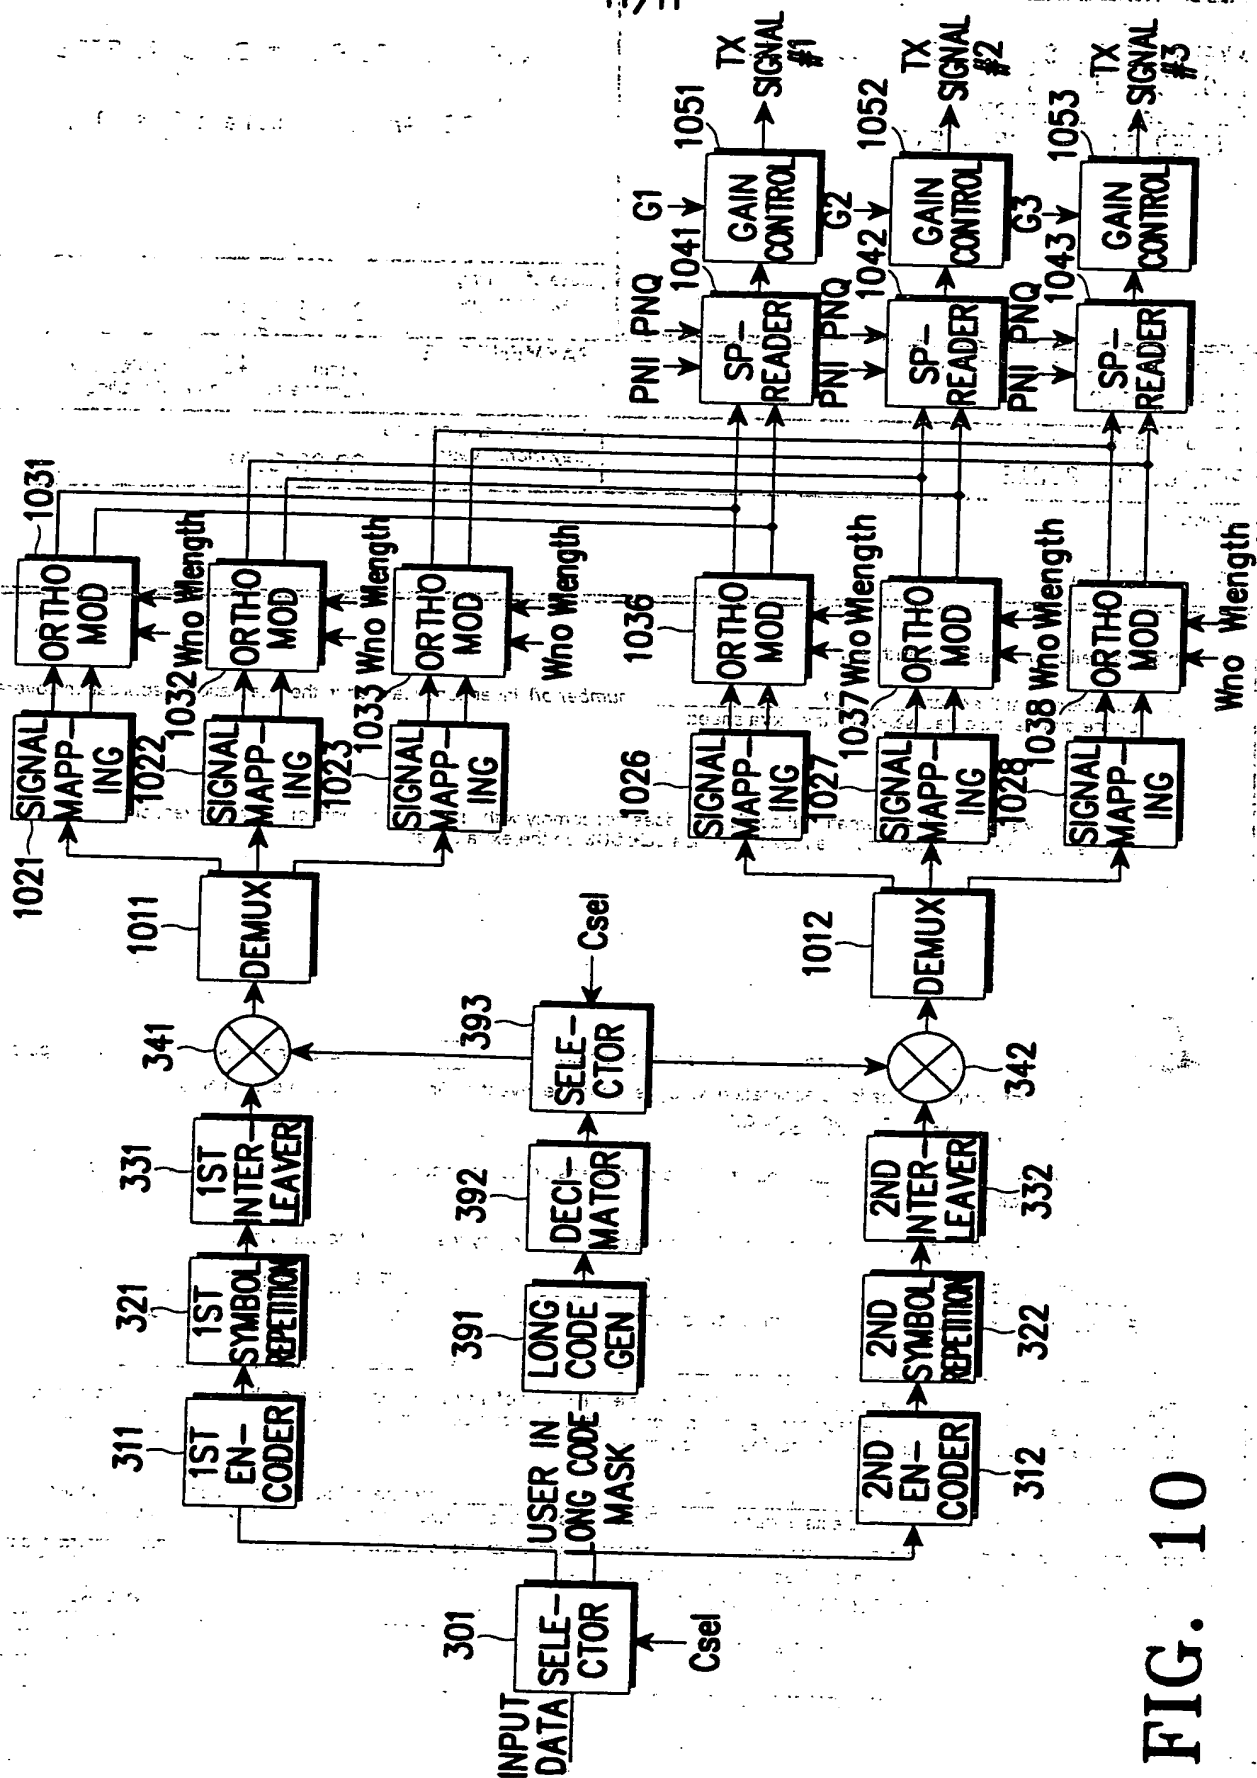 11/11
INPUT
DATA
301
SELE-
CTOR
Csel
311
1ST
EN-
CODER
321
1ST
SYMBOL
REPETITION
331
1ST
INTER-
LEAVER
341
1011
DEMUX
USER IN
LONG CODE
MASK
391
LONG
CODE
GEN
392
DECI-
MATOR
393
SELE-
CTOR
Csel
312
2ND
EN-
CODER
322
2ND
SYMBOL
REPETITION
332
2ND
INTER-
LEAVER
342
1012
DEMUX
1021
SIGNAL
MAPP-
ING
1022
SIGNAL
MAPP-
ING
1023
SIGNAL
MAPP-
ING
1026
SIGNAL
MAPP-
ING
1027
SIGNAL
MAPP-
ING
1028
SIGNAL
MAPP-
ING
1031
ORTHO
MOD
Wno Wlength
1032
ORTHO
MOD
Wno Wlength
1033
ORTHO
MOD
Wno Wlength
1036
ORTHO
MOD
Wno Wlength
1037
ORTHO
MOD
Wno Wlength
1038
ORTHO
MOD
Wno Wlength
PNI PNQ
1041
SP-
READER
G1
1051
GAIN
CONTROL
TX
SIGNAL
#1
PNI PNQ
1042
SP-
READER
G2
1052
GAIN
CONTROL
TX
SIGNAL
#2
PNI PNQ
1043
SP-
READER
G3
1053
GAIN
CONTROL
TX
SIGNAL
#3
FIG. 10